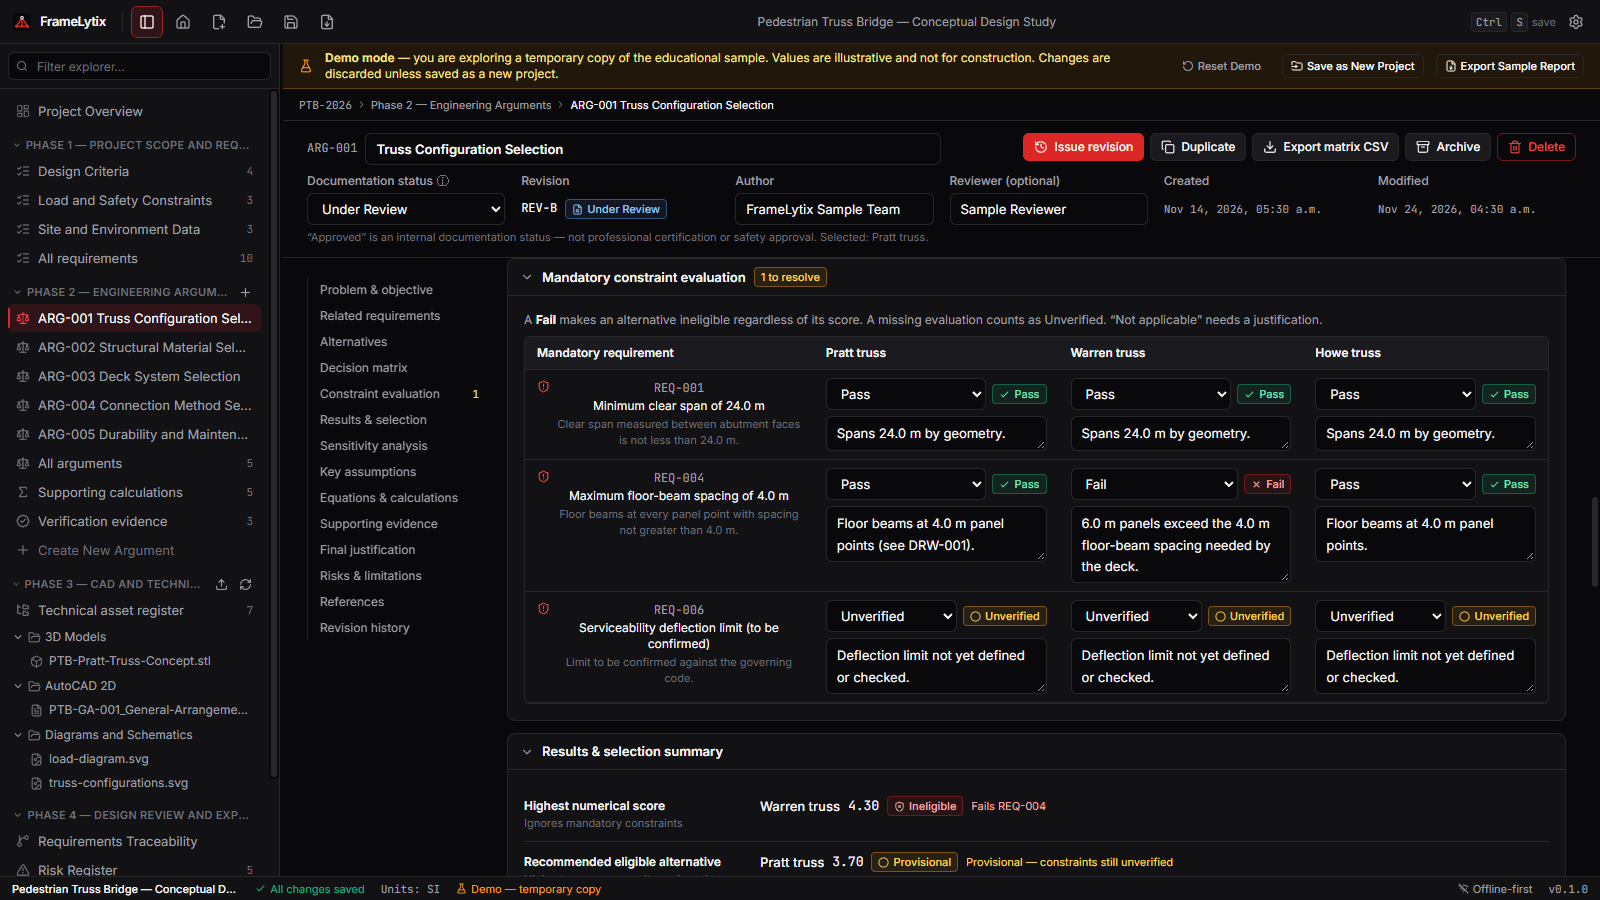 FrameLytix
Pedestrian Truss Bridge — Conceptual Design Study
Ctrl S save
Filter explorer...
Project Overview
PHASE 1 — PROJECT SCOPE AND REQ...
Design Criteria 4
Load and Safety Constraints 3
Site and Environment Data 3
All requirements 10
PHASE 2 — ENGINEERING ARGUM...
ARG-001 Truss Configuration Sel...
ARG-002 Structural Material Sel...
ARG-003 Deck System Selection
ARG-004 Connection Method Se...
ARG-005 Durability and Mainten...
All arguments 5
Supporting calculations 5
Verification evidence 3
Create New Argument
PHASE 3 — CAD AND TECHNI...
Technical asset register 7
3D Models
PTB-Pratt-Truss-Concept.stl
AutoCAD 2D
PTB-GA-001_General-Arrangeme...
Diagrams and Schematics
load-diagram.svg
truss-configurations.svg
PHASE 4 — DESIGN REVIEW AND EXP...
Requirements Traceability
Risk Register 5
Demo mode — you are exploring a temporary copy of the educational sample. Values are illustrative and not for construction. Changes are
discarded unless saved as a new project.
Reset Demo
Save as New Project
Export Sample Report
PTB-2026 > Phase 2 — Engineering Arguments > ARG-001 Truss Configuration Selection
ARG-001 Truss Configuration Selection
Issue revision
Duplicate
Export matrix CSV
Archive
Delete
Documentation status
Under Review
Revision
REV-B Under Review
Author
FrameLytix Sample Team
Reviewer (optional)
Sample Reviewer
Created
Nov 14, 2026, 05:30 a.m.
Modified
Nov 24, 2026, 04:30 a.m.
“Approved” is an internal documentation status — not professional certification or safety approval. Selected: Pratt truss.
Problem & objective
Related requirements
Alternatives
Decision matrix
Constraint evaluation 1
Results & selection
Sensitivity analysis
Key assumptions
Equations & calculations
Supporting evidence
Final justification
Risks & limitations
References
Revision history
Mandatory constraint evaluation 1 to resolve
A Fail makes an alternative ineligible regardless of its score. A missing evaluation counts as Unverified. “Not applicable” needs a justification.
Mandatory requirement Pratt truss Warren truss Howe truss
REQ-001
Minimum clear span of 24.0 m
Clear span measured between abutment faces
is not less than 24.0 m.
Pass Pass
Spans 24.0 m by geometry.
Pass Pass
Spans 24.0 m by geometry.
Pass Pass
Spans 24.0 m by geometry.
REQ-004
Maximum floor-beam spacing of 4.0 m
Floor beams at every panel point with spacing
not greater than 4.0 m.
Pass Pass
Floor beams at 4.0 m panel
points (see DRW-001).
Fail Fail
6.0 m panels exceed the 4.0 m
floor-beam spacing needed by
the deck.
Pass Pass
Floor beams at 4.0 m panel
points.
REQ-006
Serviceability deflection limit (to be
confirmed)
Limit to be confirmed against the governing
code.
Unverified Unverified
Deflection limit not yet defined
or checked.
Unverified Unverified
Deflection limit not yet defined
or checked.
Unverified Unverified
Deflection limit not yet defined
or checked.
Results & selection summary
Highest numerical score
Ignores mandatory constraints
Warren truss 4.30 Ineligible Fails REQ-004
Recommended eligible alternative
Pratt truss 3.70 Provisional Provisional — constraints still unverified
Pedestrian Truss Bridge — Conceptual D...
All changes saved
Units: SI
Demo — temporary copy
Offline-first
v0.1.0